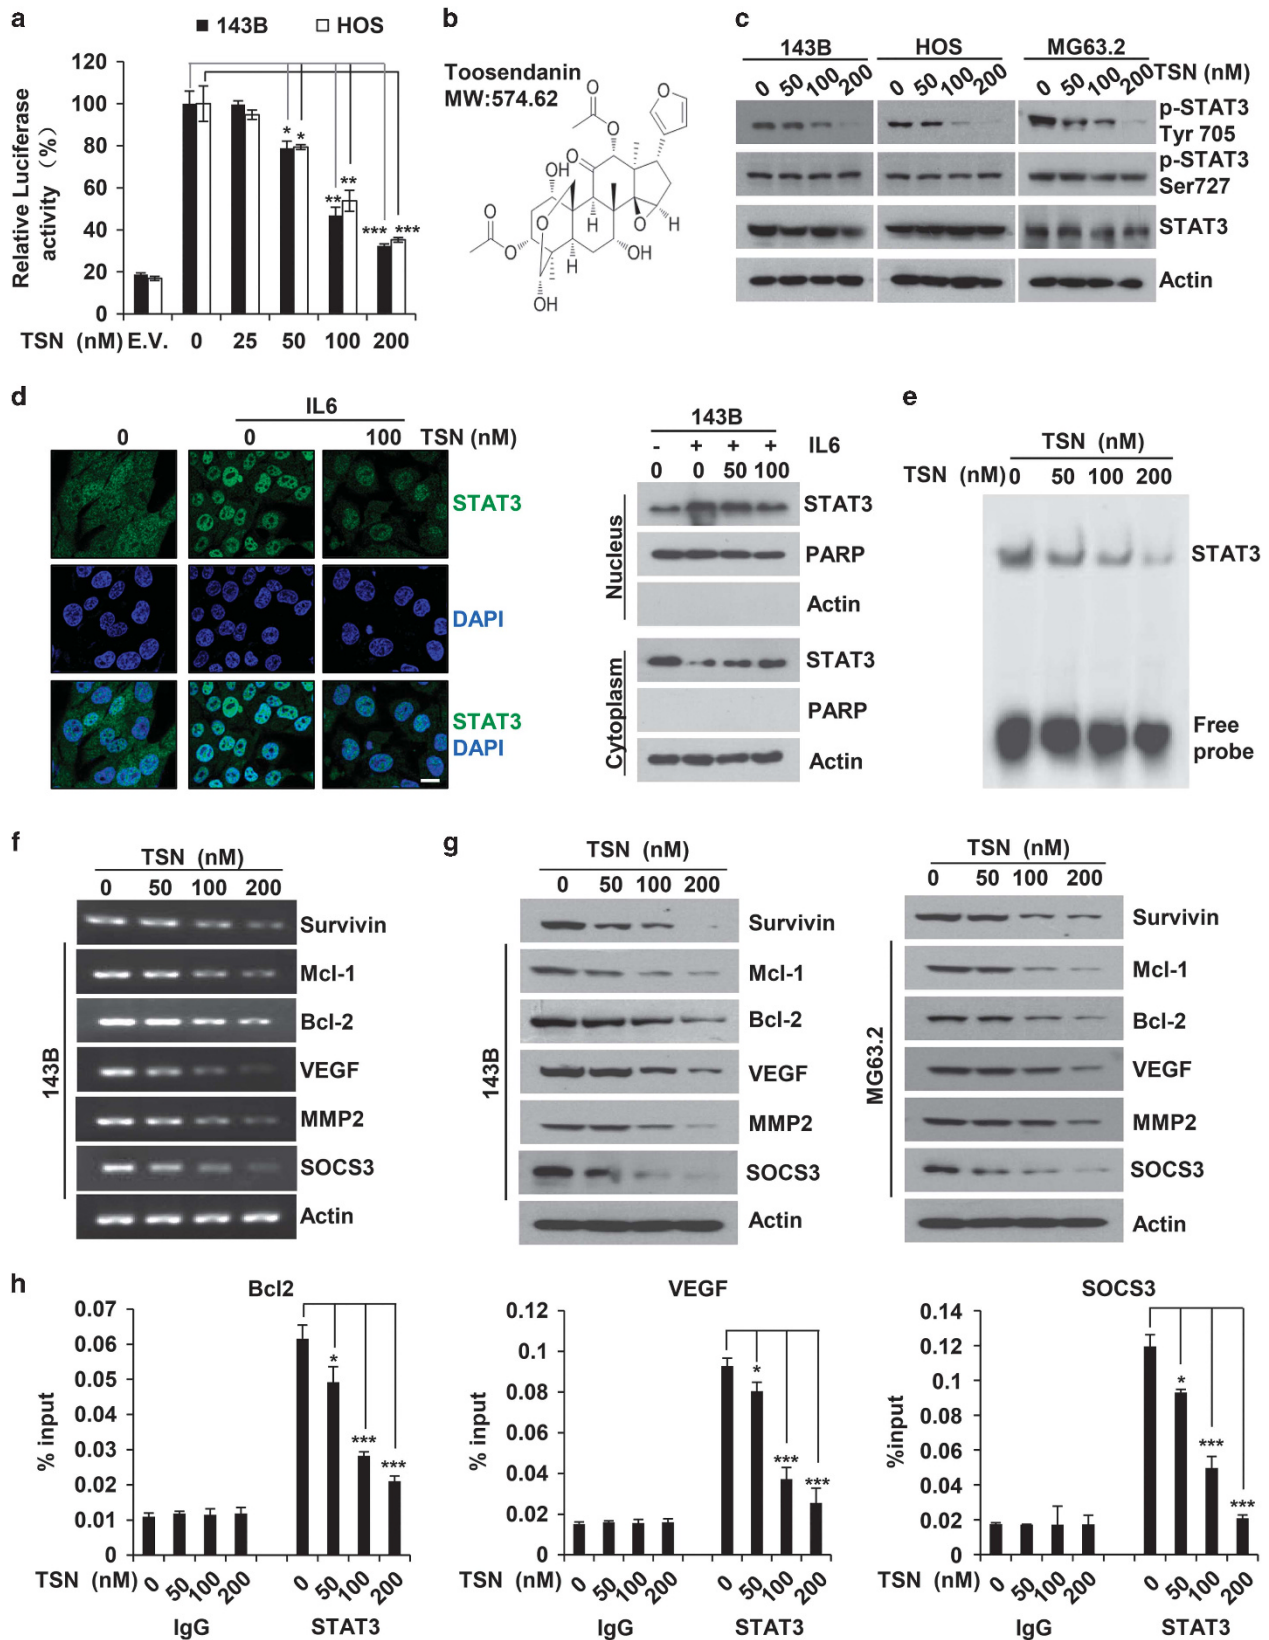 a
■ 143B □ HOS
Relative Luciferase activity (%)
120
100
80
60
40
20
0
* *
** **
*** ***
TSN (nM) E.V. 0 25 50 100 200
b
Toosendanin
MW:574.62
O
O
O
O
OH
O
O
O
O
H
O
H
OH
H
OH
c
143B HOS MG63.2
0 50 100 200 0 50 100 200 0 50 100 200 TSN (nM)
p-STAT3
Tyr 705
p-STAT3
Ser727
STAT3
Actin
d
IL6
0 0 100 TSN (nM)
STAT3
DAPI
STAT3
DAPI
143B
- + + + IL6
0 0 50 100
Nucleus
STAT3
PARP
Actin
Cytoplasm
STAT3
PARP
Actin
e
TSN (nM)
TSN (nM) 0 50 100 200
STAT3
Free
probe
f
TSN (nM)
0 50 100 200
143B
Survivin
Mcl-1
Bcl-2
VEGF
MMP2
SOCS3
Actin
g
TSN (nM)
0 50 100 200
143B
Survivin
Mcl-1
Bcl-2
VEGF
MMP2
SOCS3
Actin
TSN (nM)
0 50 100 200
MG63.2
Survivin
Mcl-1
Bcl-2
VEGF
MMP2
SOCS3
Actin
h
Bcl2
% input
0.07
0.06
0.05
0.04
0.03
0.02
0.01
0
*
***
***
TSN (nM) 0 50 100 200 0 50 100 200
IgG STAT3
VEGF
% input
0.12
0.1
0.08
0.06
0.04
0.02
0
*
***
***
TSN (nM) 0 50 100 200 0 50 100 200
IgG STAT3
SOCS3
%input
0.14
0.12
0.1
0.08
0.06
0.04
0.02
0
*
***
***
TSN (nM) 0 50 100 200 0 50 100 200
IgG STAT3